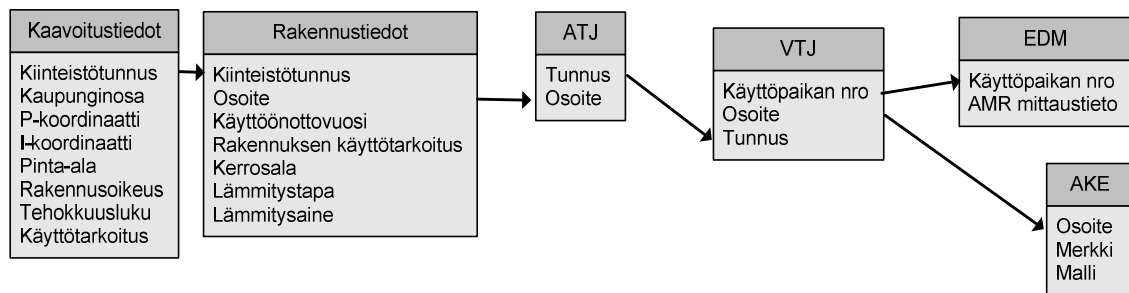 Kaavoitustiedot
Kiinteistötunnus
Kaupunginosa
P-koordinaatti
I-koordinaatti
Pinta-ala
Rakennusoikeus
Tehokkuusluku
Käyttötarkoitus
Rakennustiedot
Kiinteistötunnus
Osoite
Käyttöönottovuosi
Rakennuksen käyttötarkoitus
Kerrosala
Lämmitystapa
Lämmitysaine
ATJ
Tunnus
Osoite
VTJ
Käyttöpaikan nro
Osoite
Tunnus
EDM
Käyttöpaikan nro
AMR mittaustieto
AKE
Osoite
Merkki
Malli